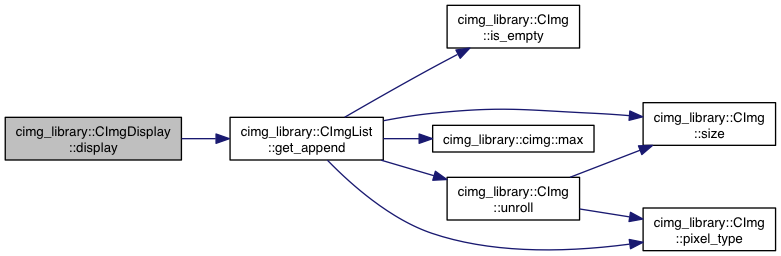 cimg_library::CImgDisplay
::display
cimg_library::CImgList
::get_append
cimg_library::CImg
::is_empty
cimg_library::cimg::max
cimg_library::CImg
::unroll
cimg_library::CImg
::size
cimg_library::CImg
::pixel_type